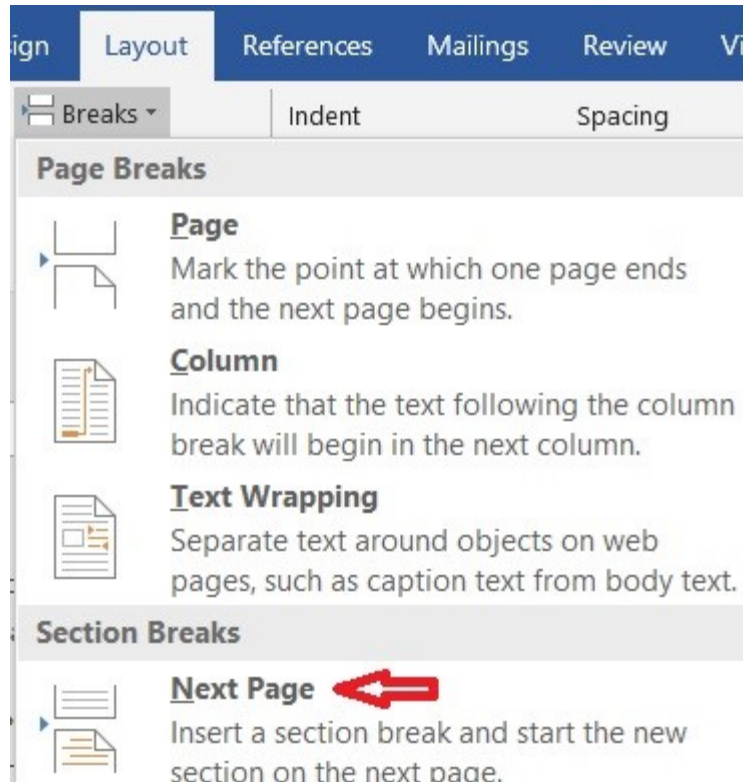 ign Layout References Mailings Review Vi
Breaks Indent Spacing
Page Breaks
Page
Mark the point at which one page ends
and the next page begins.
Column
Indicate that the text following the column
break will begin in the next column.
Text Wrapping
Separate text around objects on web
pages, such as caption text from body text.
Section Breaks
Next Page
Insert a section break and start the new
section on the next page.